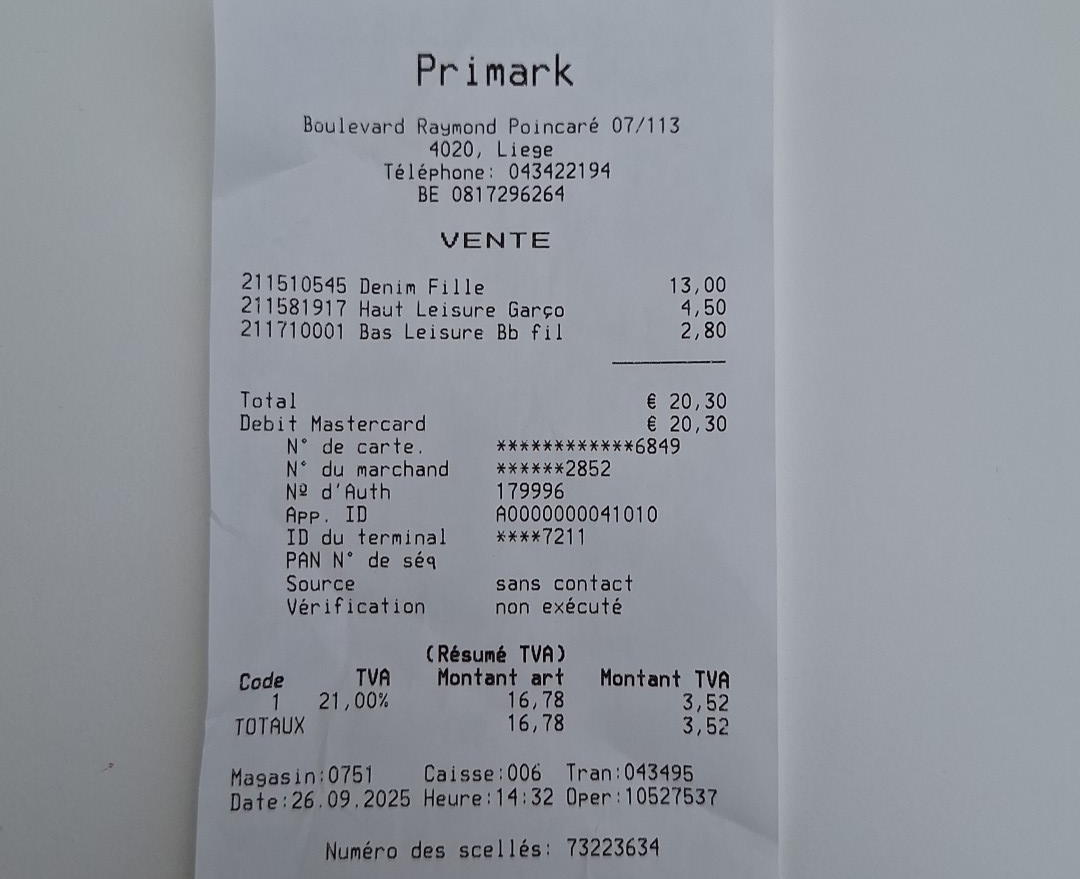 Primark
Boulevard Raymond Poincaré 07/113
4020, Liege
Téléphone: 043422194
BE 0817296264
VENTE
211510545 Denim Fille 13,00
211581917 Haut Leisure Garço 4,50
211710001 Bas Leisure Bb fil 2,80
Total € 20,30
Debit Mastercard € 20,30
N° de carte. ************6849
N° du marchand ******2852
Nº d'Auth 179996
App. ID A0000000041010
ID du terminal ****7211
PAN N° de séq
Source sans contact
Vérification non exécuté
(Résumé TVA)
Code TVA Montant art Montant TVA
1 21,00% 16,78 3,52
TOTAUX 16,78 3,52
Magasin:0751 Caisse:006 Tran:043495
Date:26.09.2025 Heure:14:32 Oper:10527537
Numéro des scellés: 73223634